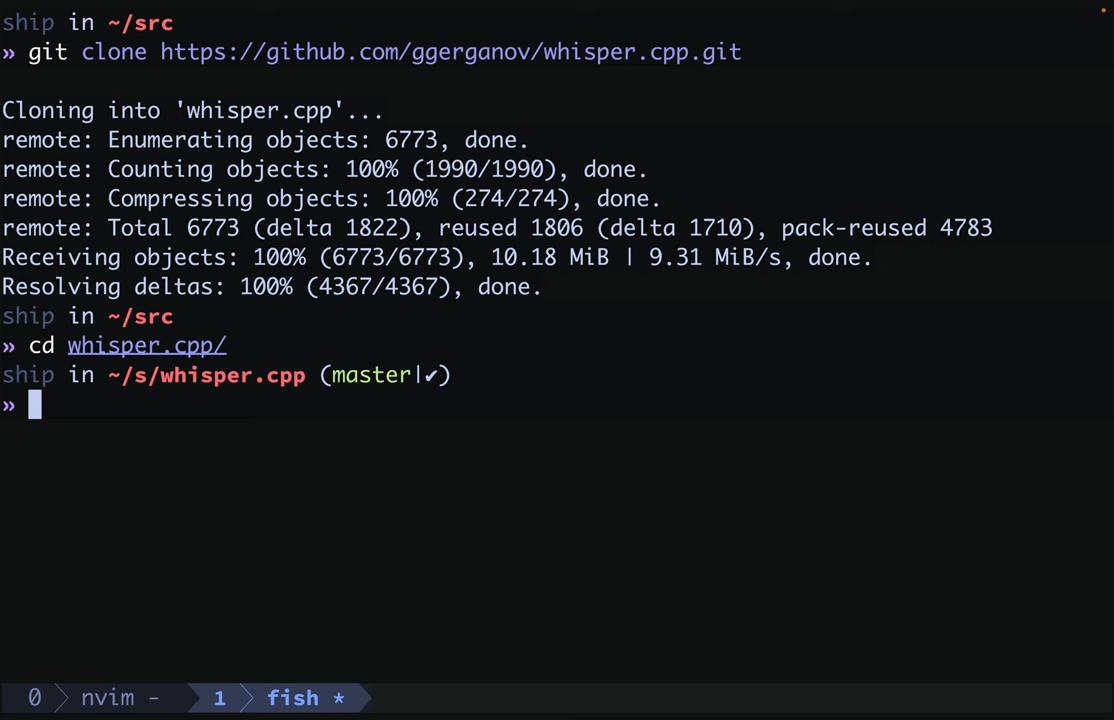 ship in ~/src
» git clone https://github.com/ggerganov/whisper.cpp.git
Cloning into 'whisper.cpp'...
remote: Enumerating objects: 6773, done.
remote: Counting objects: 100% (1990/1990), done.
remote: Compressing objects: 100% (274/274), done.
remote: Total 6773 (delta 1822), reused 1806 (delta 1710), pack-reused 4783
Receiving objects: 100% (6773/6773), 10.18 MiB | 9.31 MiB/s, done.
Resolving deltas: 100% (4367/4367), done.
ship in ~/src
» cd whisper.cpp/
ship in ~/s/whisper.cpp (master|✔)
»
0 nvim - 1 fish *